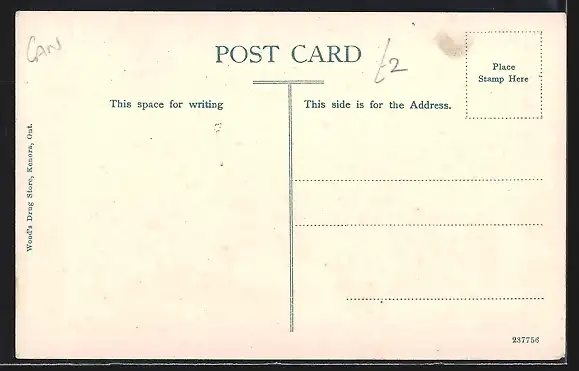 CAN
POST CARD
£2
Place
Stamp Here
This space for writing
This side is for the Address.
Wood's Drug Store, Kenora, Ont.
237756